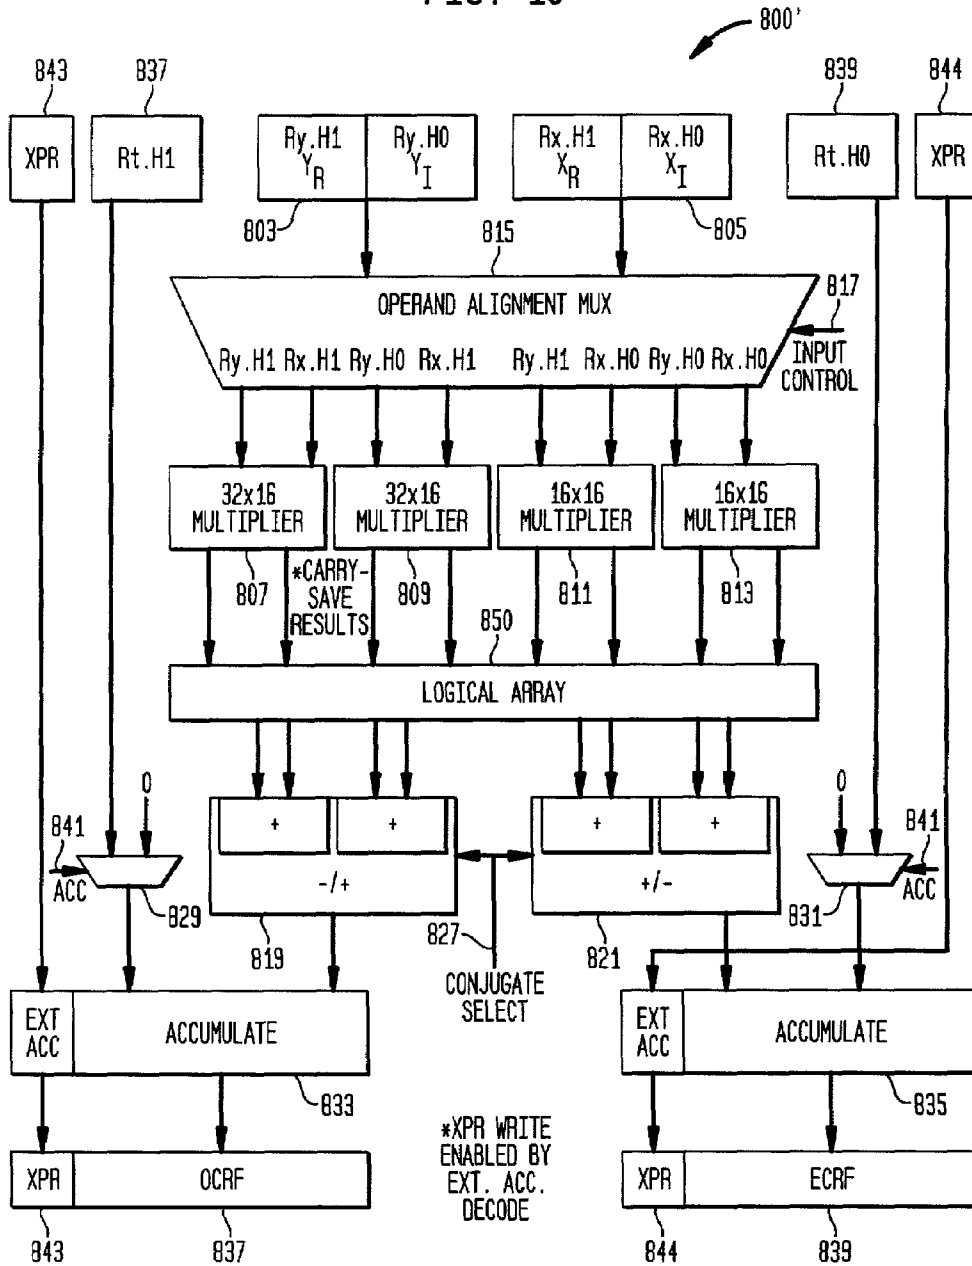 800'
843
837
839
844
XPR
Rt.H1
Ry.H1
YR
Ry.H0
YI
Rx.H1
XR
Rx.H0
XI
Rt.H0
XPR
803
815
805
OPERAND ALIGNMENT MUX
817
INPUT
CONTROL
Ry.H1 Rx.H1 Ry.H0 Rx.H1 Ry.H1 Rx.H0 Ry.H0 Rx.H0
32x16
MULTIPLIER
32x16
MULTIPLIER
16x16
MULTIPLIER
16x16
MULTIPLIER
807
*CARRY-
SAVE
RESULTS
809
811
813
850
LOGICAL ARRAY
0
0
841
ACC
829
+
+
-/+
+
+
+/-
841
ACC
831
819
827
821
CONJUGATE
SELECT
EXT
ACC
ACCUMULATE
EXT
ACC
ACCUMULATE
833
835
*XPR WRITE
ENABLED BY
EXT. ACC.
DECODE
XPR
OCRF
XPR
ECRF
843
837
844
839